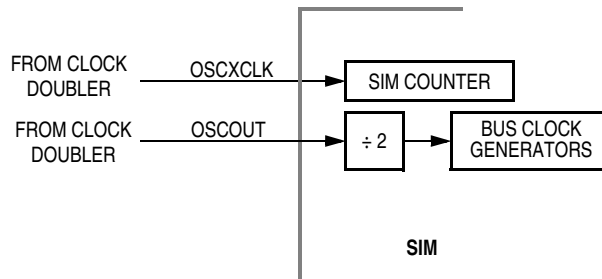 FROM CLOCK
DOUBLER
OSCXCLK
SIM COUNTER
FROM CLOCK
DOUBLER
OSCOUT
÷ 2
BUS CLOCK
GENERATORS
SIM